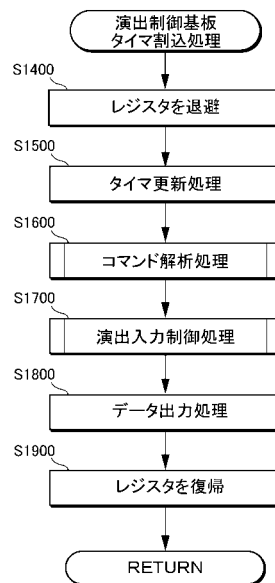 演出制御基板
タイマ割込処理
S1400
レジスタを退避
S1500
タイマ更新処理
S1600
コマンド解析処理
S1700
演出入力制御処理
S1800
データ出力処理
S1900
レジスタを復帰
RETURN